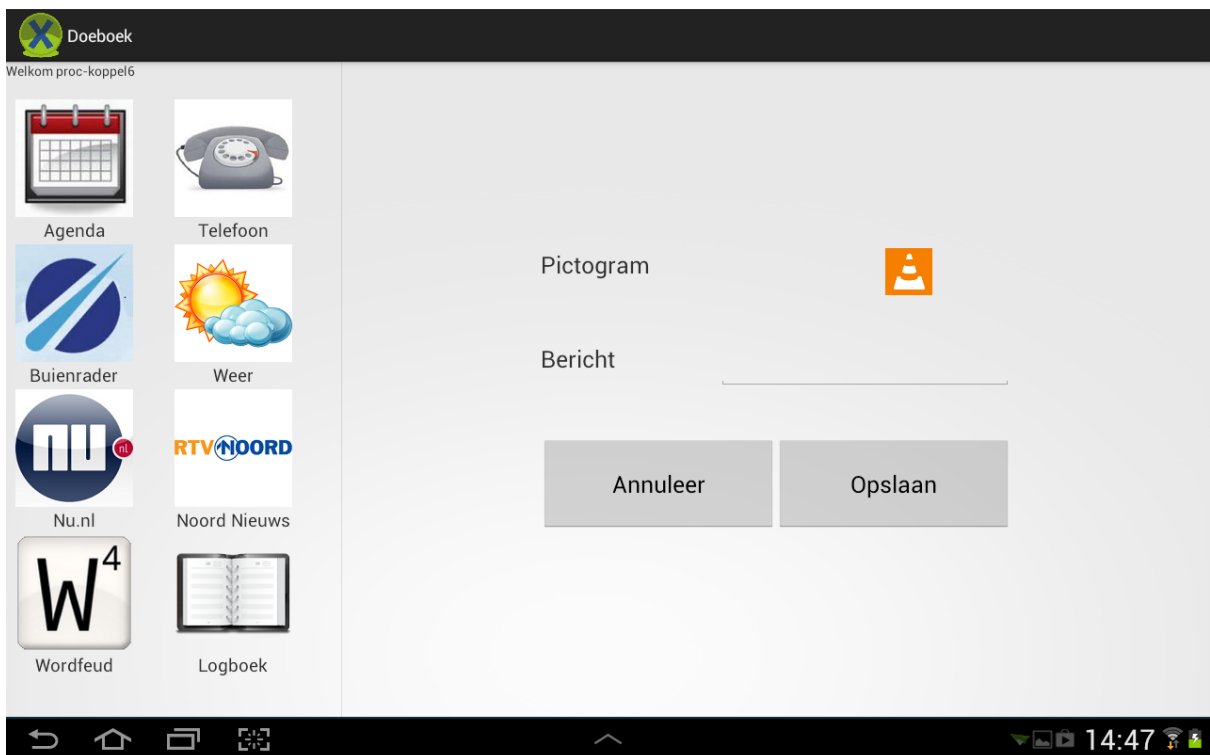 Doeboek
Welkom proc-koppel6
Agenda
Telefoon
Buienrader
Weer
nl
RTV NOORD
Nu.nl
Noord Nieuws
W4
Wordfeud
Logboek
Pictogram
Bericht
Annuleer
Opslaan
14:47